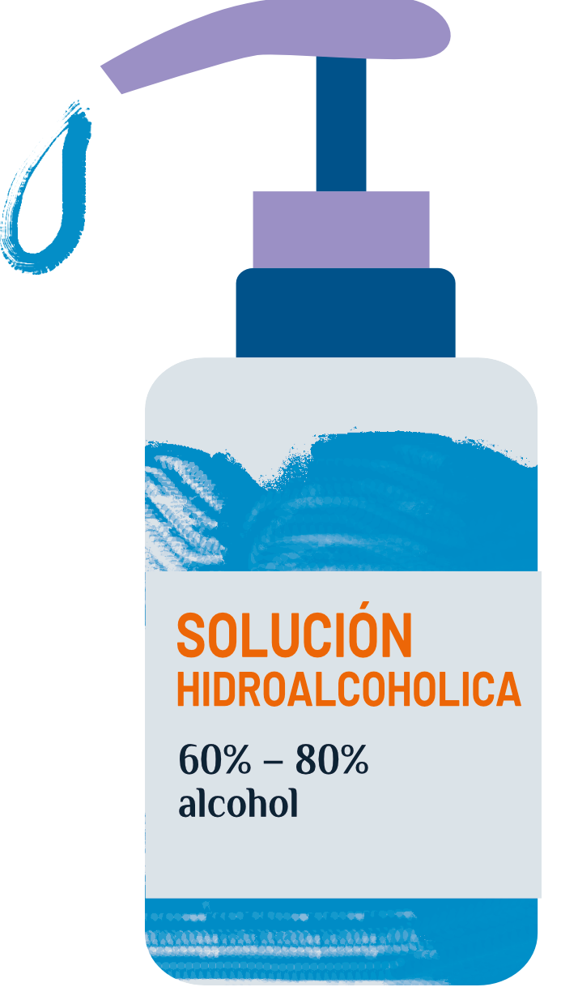 SOLUCIÓN
HIDROALCOHOLICA
60% – 80%
alcohol